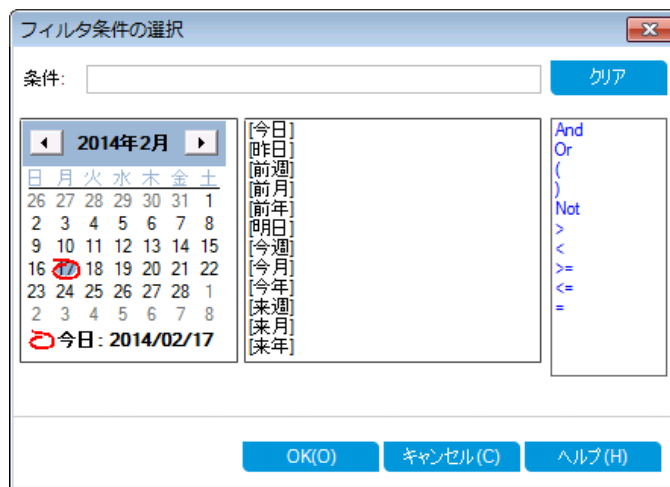 フィルタ条件の選択
条件:
クリア
2014年2月
日 月 火 水 木 金 土
26 27 28 29 30 31 1
2 3 4 5 6 7 8
9 10 11 12 13 14 15
16 17 18 19 20 21 22
23 24 25 26 27 28 1
2 3 4 5 6 7 8
今日: 2014/02/17
[今日]
[昨日]
[前週]
[前月]
[前年]
[明日]
[今週]
[今月]
[今年]
[来週]
[来月]
[来年]
And
Or
(
)
Not
>
<
>=
<=
=
OK(O)
キャンセル(C)
ヘルプ(H)